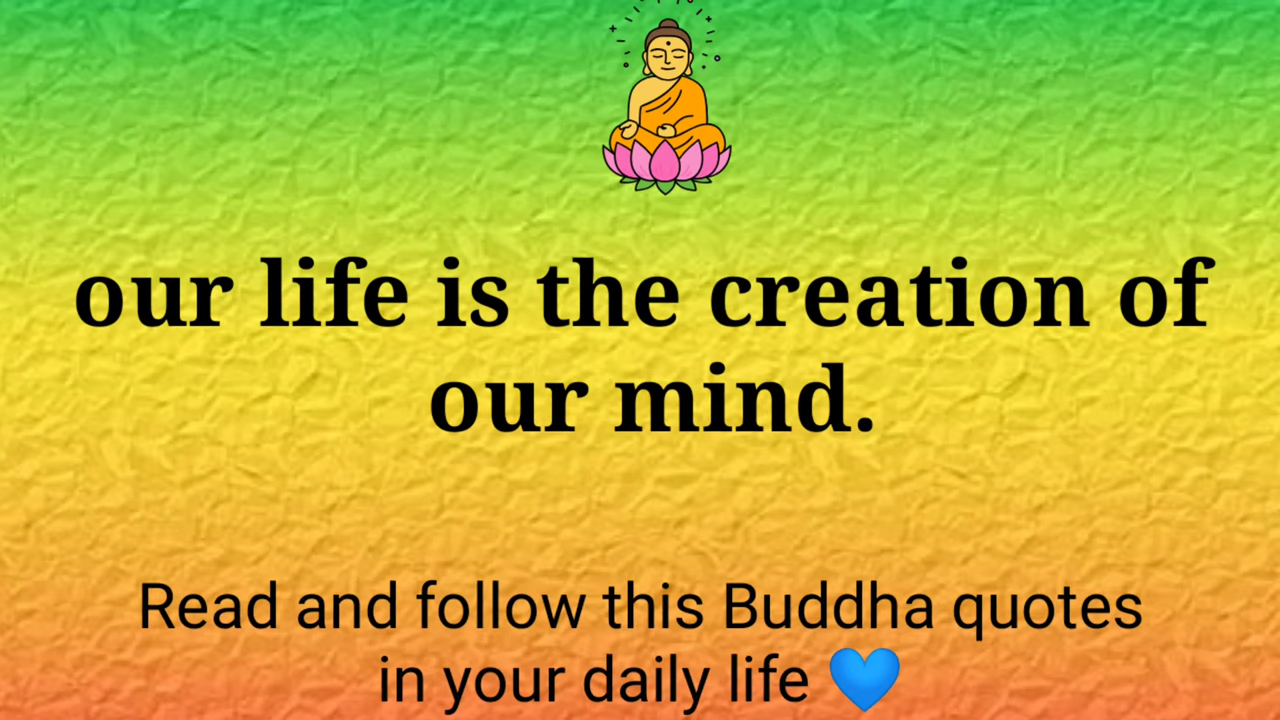 our life is the creation of
our mind.
Read and follow this Buddha quotes
in your daily life 💙